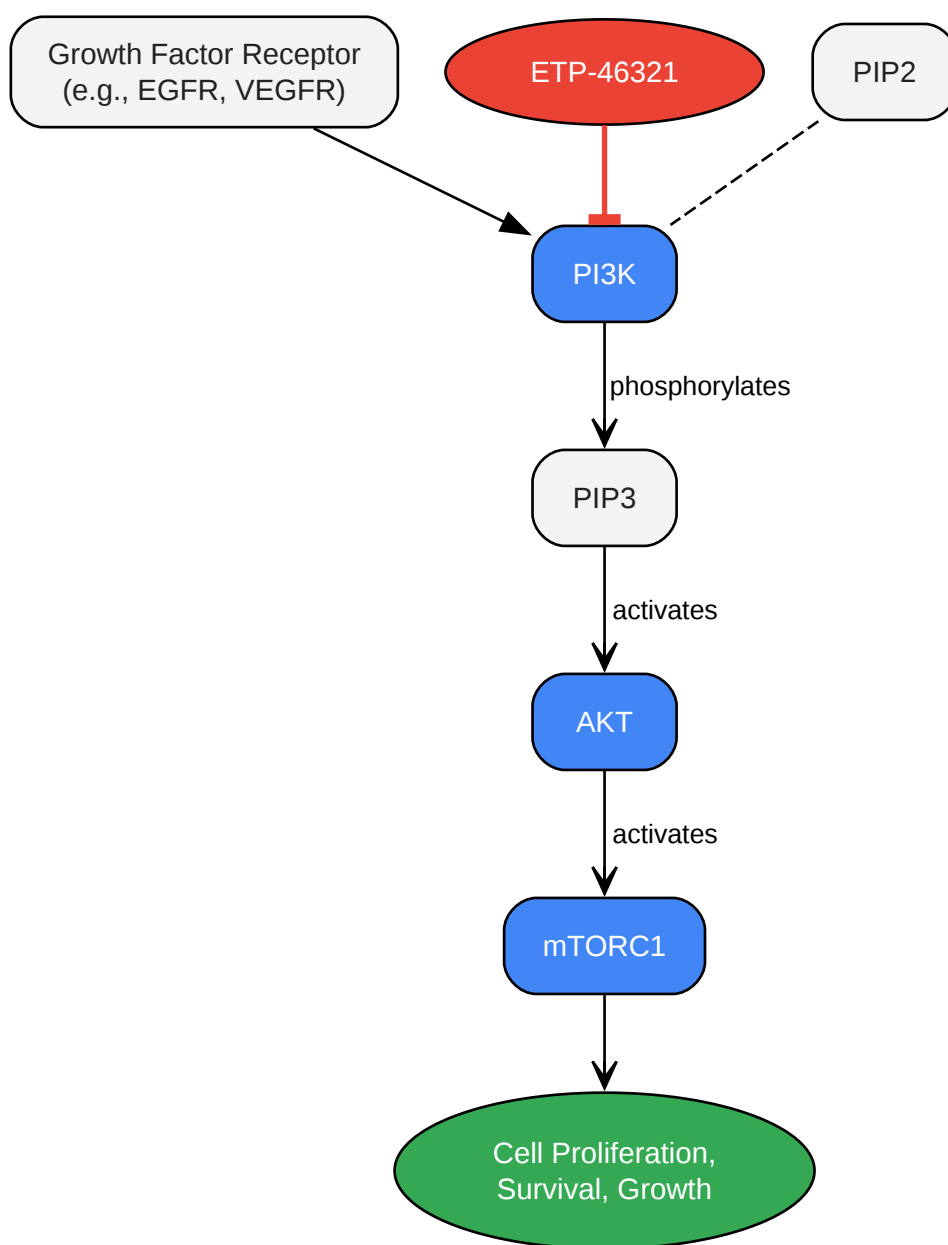 Growth Factor Receptor
(e.g., EGFR, VEGFR)
ETP-46321
PIP2
PI3K
phosphorylates
PIP3
activates
AKT
activates
mTORC1
Cell Proliferation,
Survival, Growth